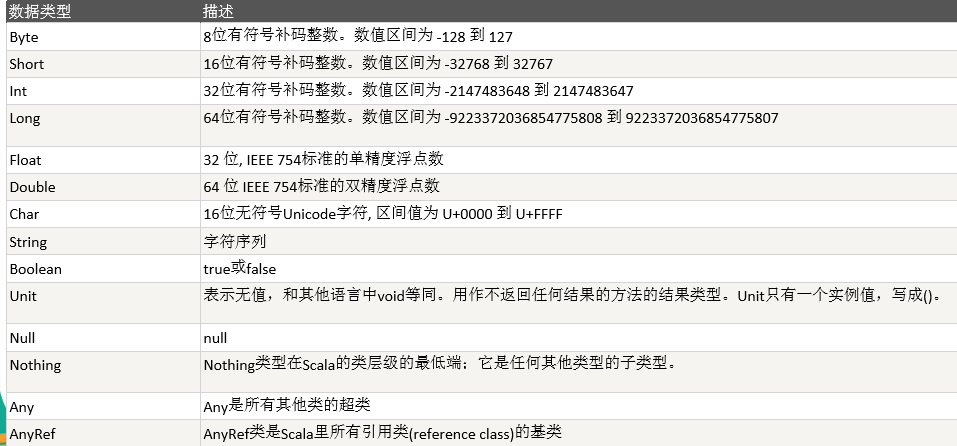 数据类型 描述
Byte 8位有符号补码整数。数值区间为 -128 到 127
Short 16位有符号补码整数。数值区间为 -32768 到 32767
Int 32位有符号补码整数。数值区间为 -2147483648 到 2147483647
Long 64位有符号补码整数。数值区间为 -9223372036854775808 到 9223372036854775807
Float 32 位, IEEE 754标准的单精度浮点数
Double 64 位 IEEE 754标准的双精度浮点数
Char 16位无符号Unicode字符, 区间值为 U+0000 到 U+FFFF
String 字符序列
Boolean true或false
Unit 表示无值，和其他语言中void等同。用作不返回任何结果的方法的结果类型。Unit只有一个实例值，写成()。
Null null
Nothing Nothing类型在Scala的类层级的最低端；它是任何其他类型的子类型。
Any Any是所有其他类的超类
AnyRef AnyRef类是Scala里所有引用类(reference class)的基类